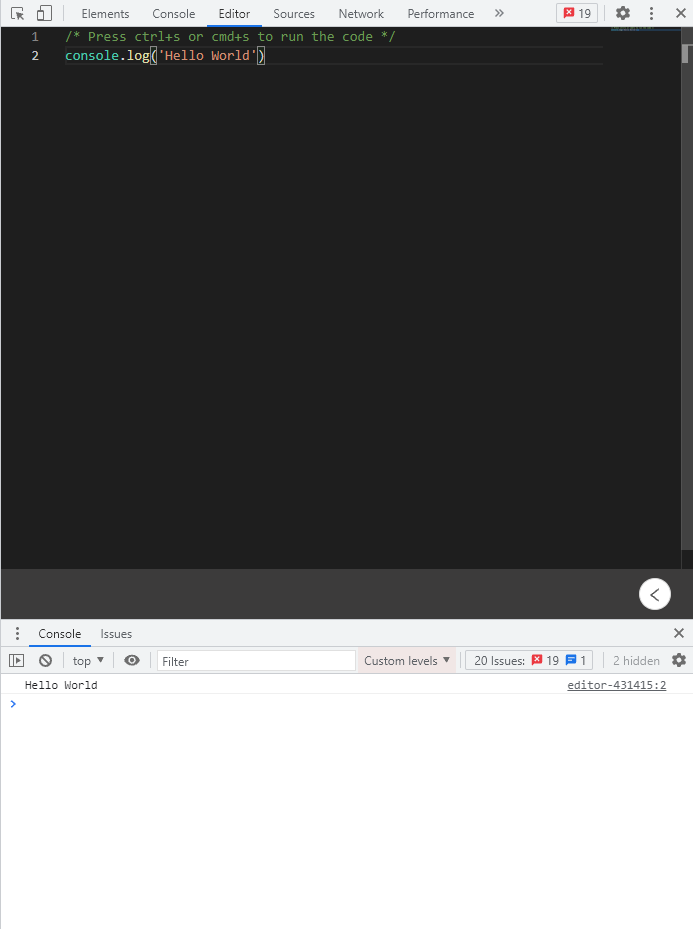 Elements Console Editor Sources Network Performance » 19
1 /* Press ctrl+s or cmd+s to run the code */
2 console.log('Hello World')
Console Issues
top ▼ Filter Custom levels ▼ 20 Issues: 19 1 2 hidden
Hello World editor-431415:2